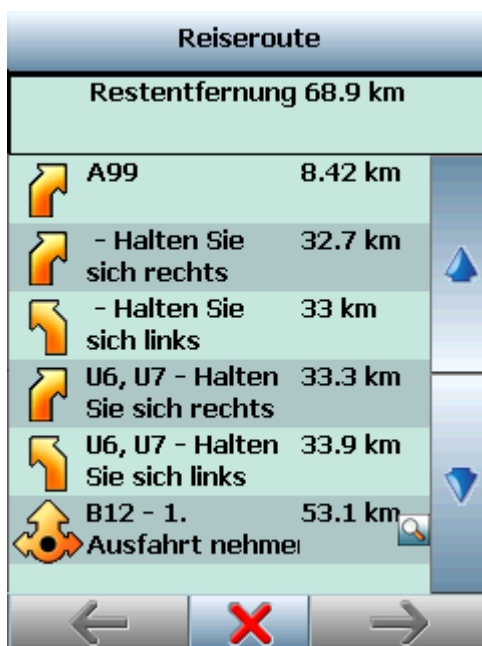 Reiseroute
Restentfernung 68.9 km
A99 8.42 km
- Halten Sie 32.7 km
sich rechts
- Halten Sie 33 km
sich links
U6, U7 - Halten 33.3 km
Sie sich rechts
U6, U7 - Halten 33.9 km
Sie sich links
B12 - 1. 53.1 km
Ausfahrt nehme